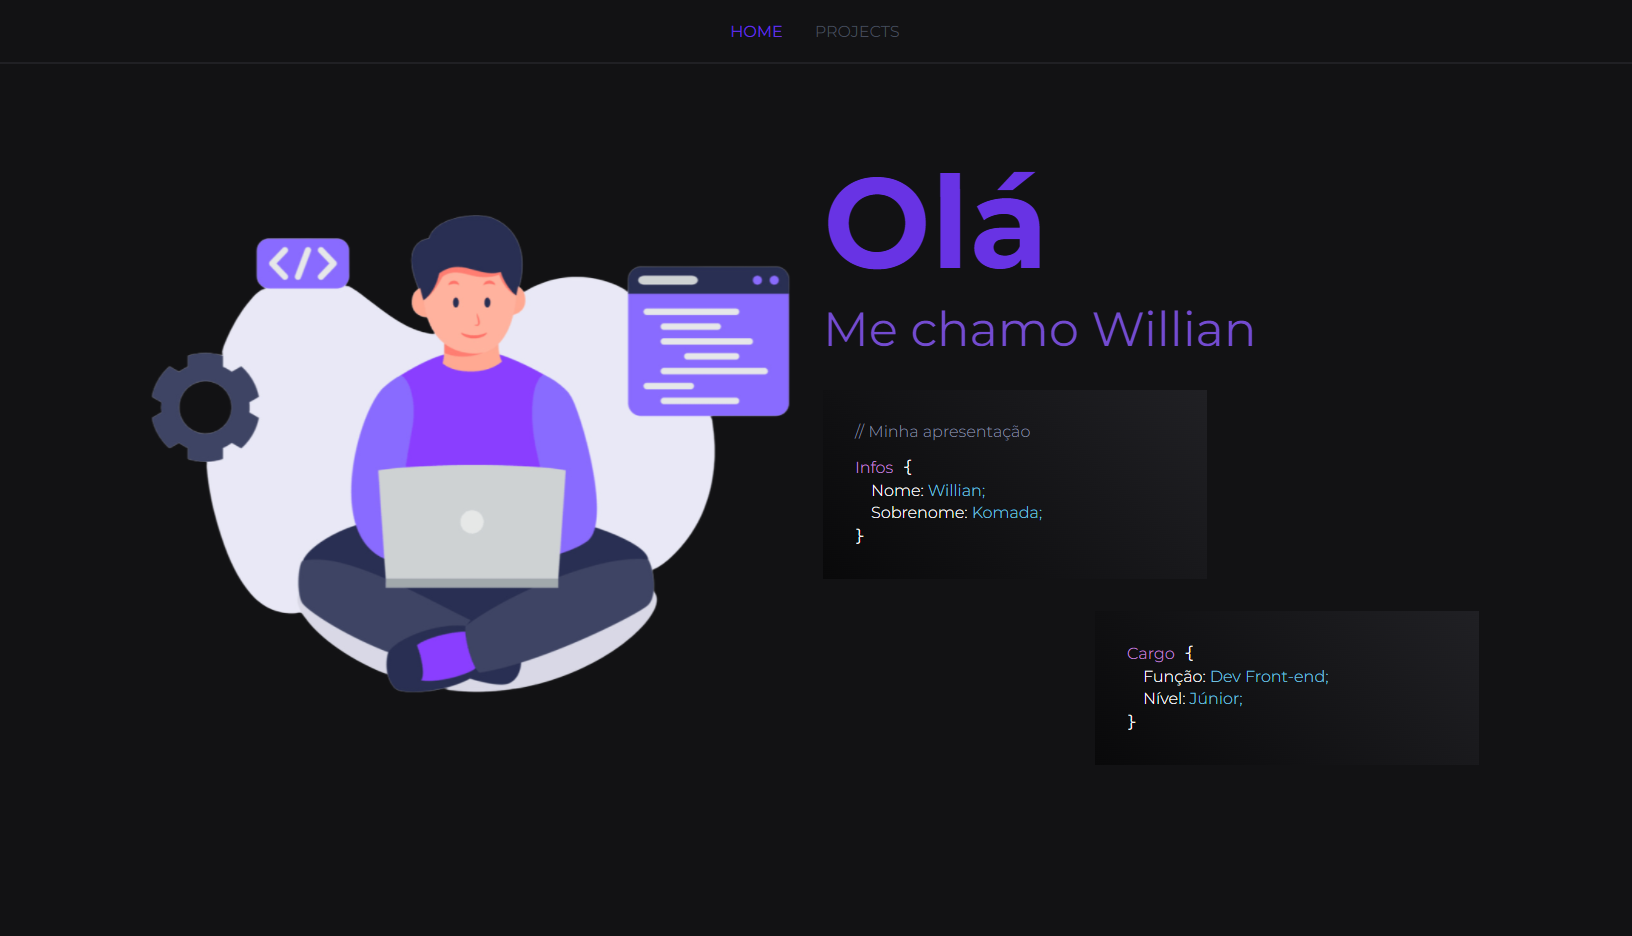 HOME PROJECTS
</>
Olá
Me chamo Willian
// Minha apresentação
Infos {
Nome: Willian;
Sobrenome: Komada;
}
Cargo {
Função: Dev Front-end;
Nível: Júnior;
}